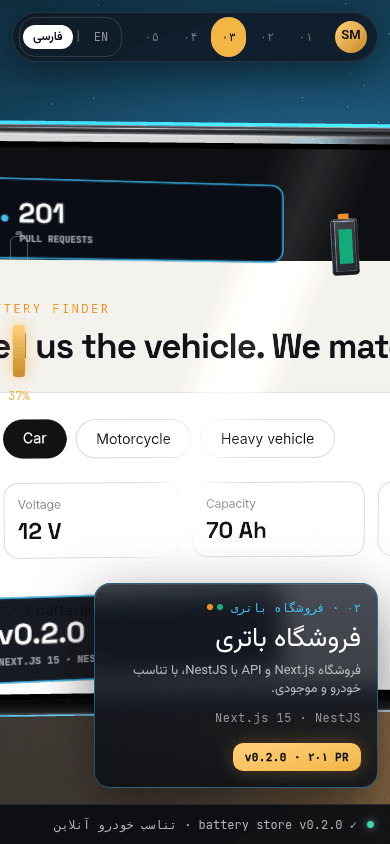 فارسی | EN
۰۵ ۰۴ ۰۳ ۰۲ ۰۱
SM
201
PULL REQUESTS
TTERY FINDER
us the vehicle. We mat
37%
Car
Motorcycle
Heavy vehicle
Voltage
12 V
Capacity
70 Ah
3 batterie
v0.2.0
NEXT.JS 15 · NES
۰۲ · فروشگاه باتری
فروشگاه باتری
فروشگاه Next.js و API با NestJS، با تناسب
خودرو و موجودی.
Next.js 15 · NestJS
v0.2.0 · ۲۰۱ PR
✓ battery store v0.2.0 · تناسب خودرو آنلاین